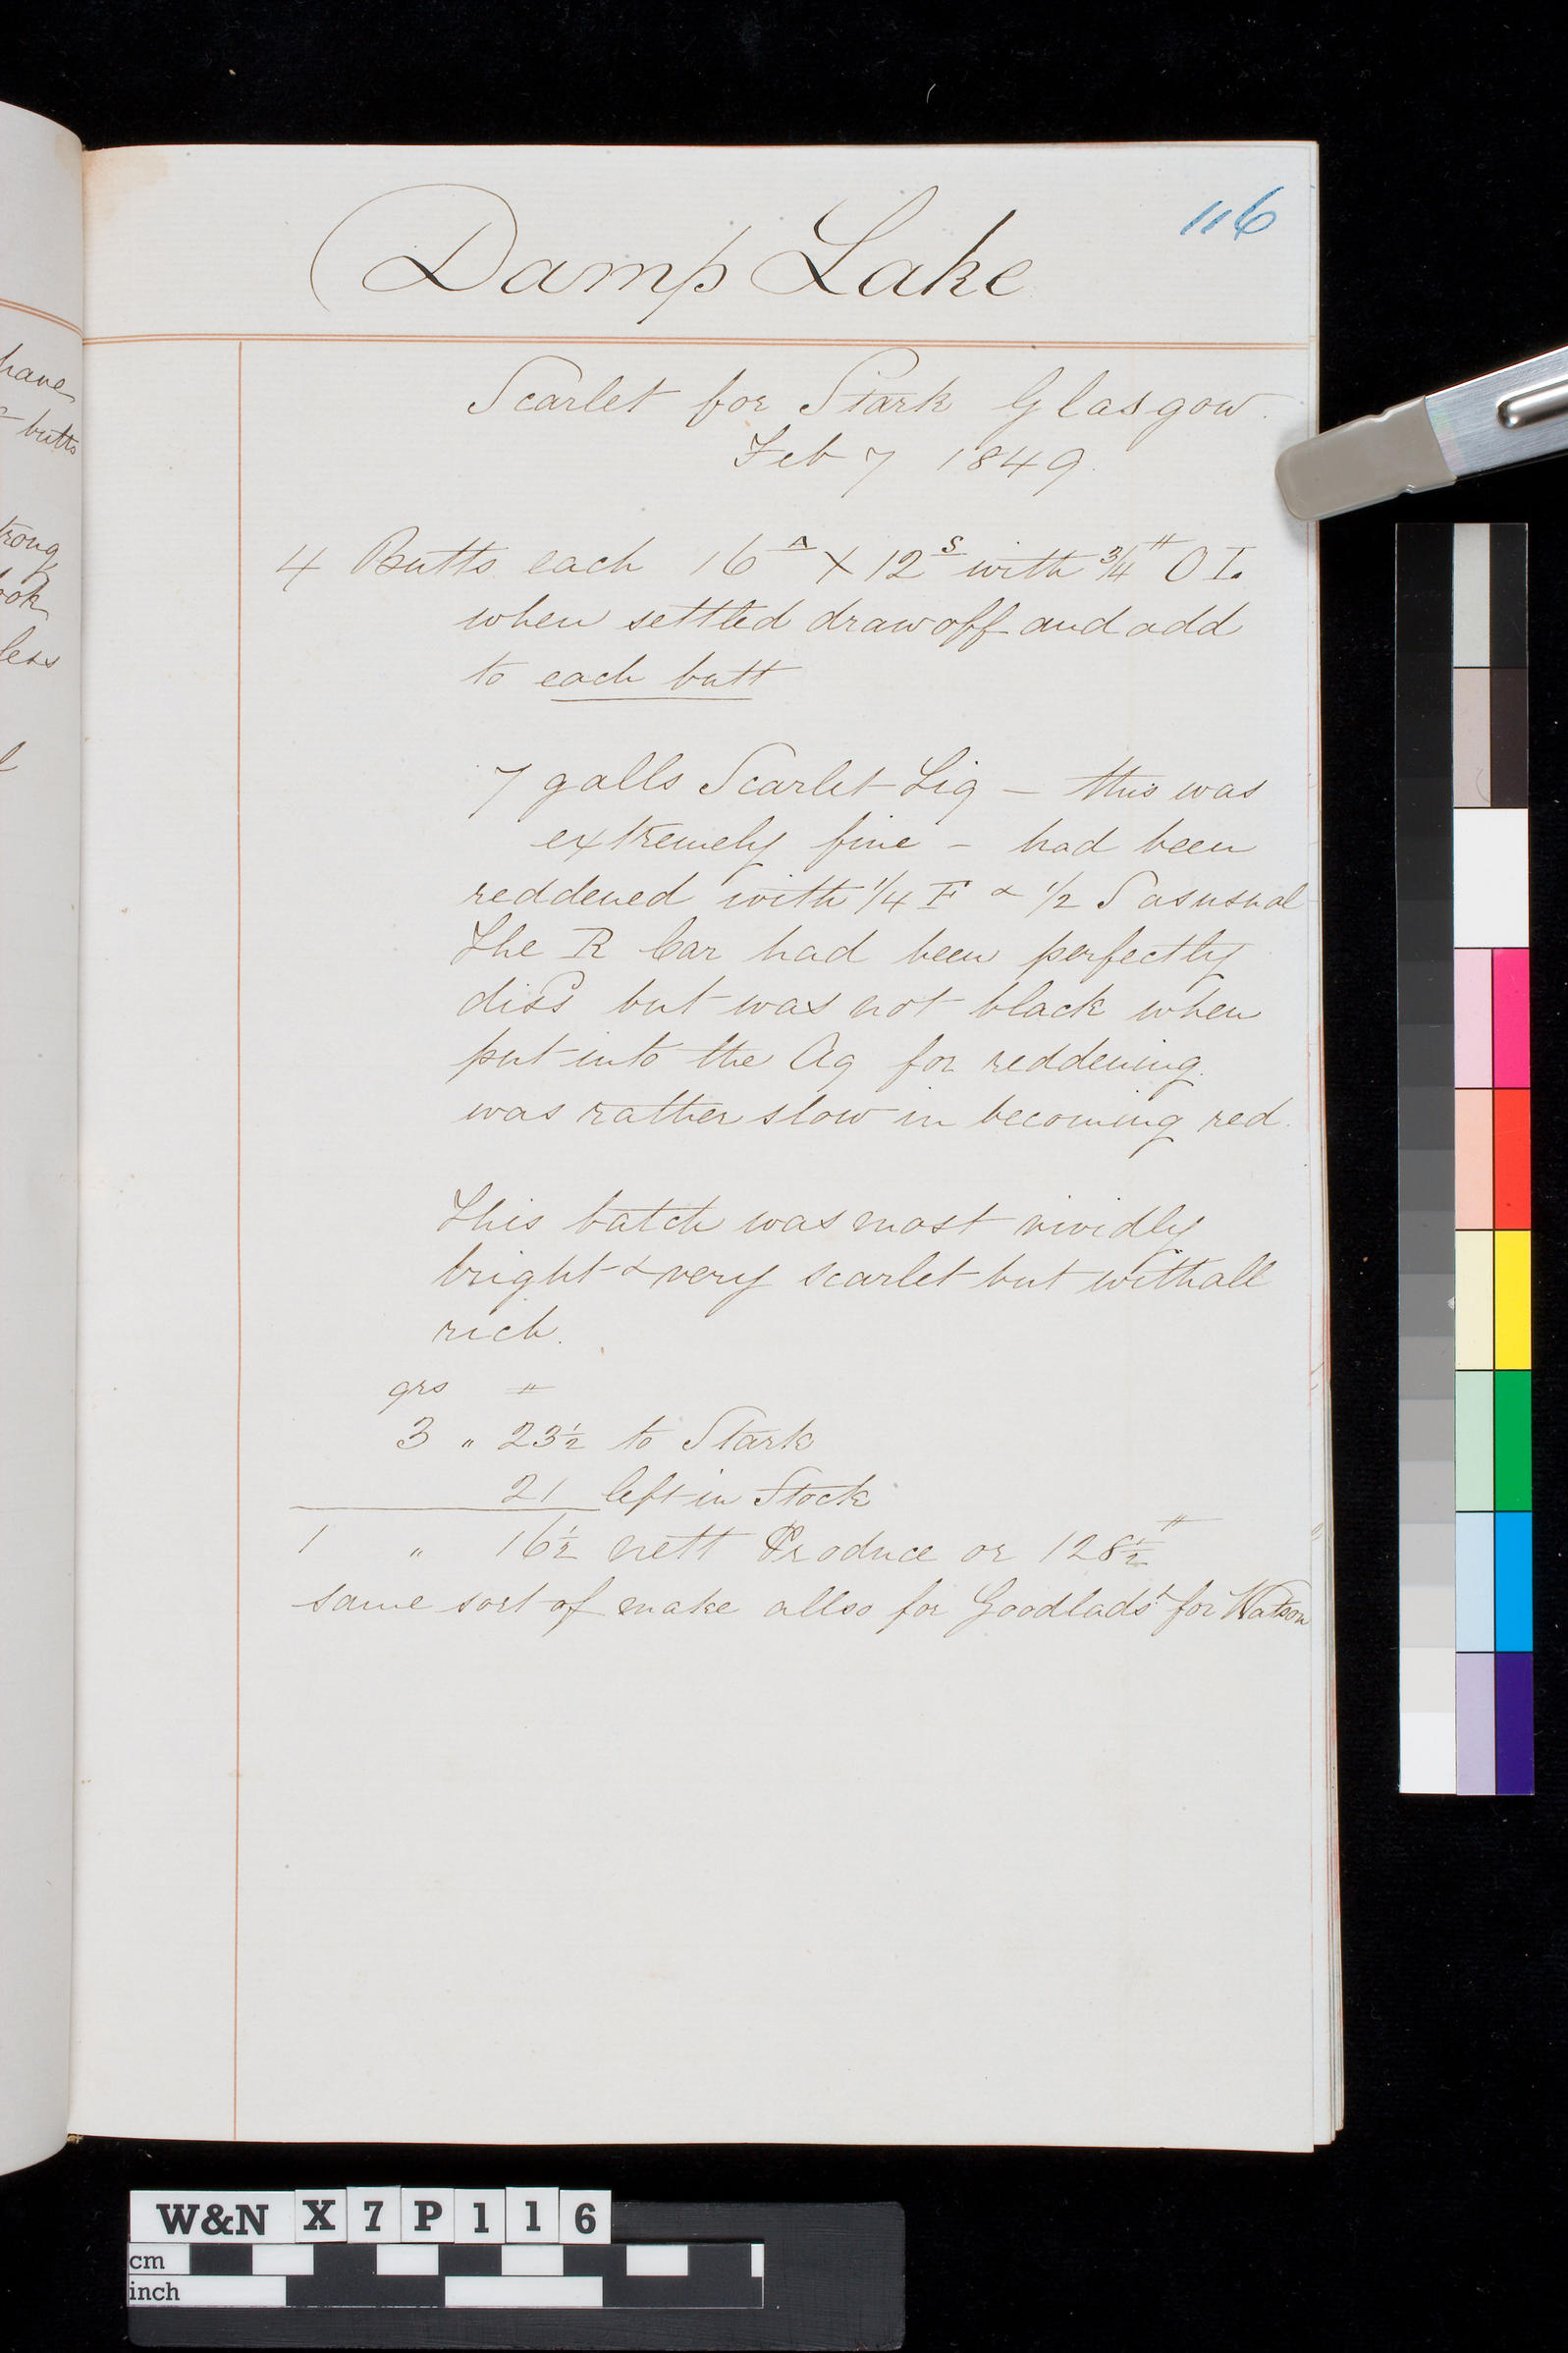 116
Damp Lake
Scarlet for Stark Glasgow.
Feb 7 1849.
4 Butts each 16 A X 12 S with 3/4 # O I.
when settled draw off and add
to each butt
7 galls Scarlet Liq – this was
extremely fine – had been
reddened with 1/4 F & 1/2 S as usual
The R Car had been perfectly
diss but was not black when
put into the Aq for reddening.
was rather slow in becoming red.
This batch was most vividly
bright & very scarlet but withall
rich.
qrs #
3 " 23½ to Stark
21 left in Stock
1 " 16½ nett Produce or 128½ #
same sort of make allso for Goodlads & for Watson
have
butts
trong
ook
less
W&N X7P116
cm
inch